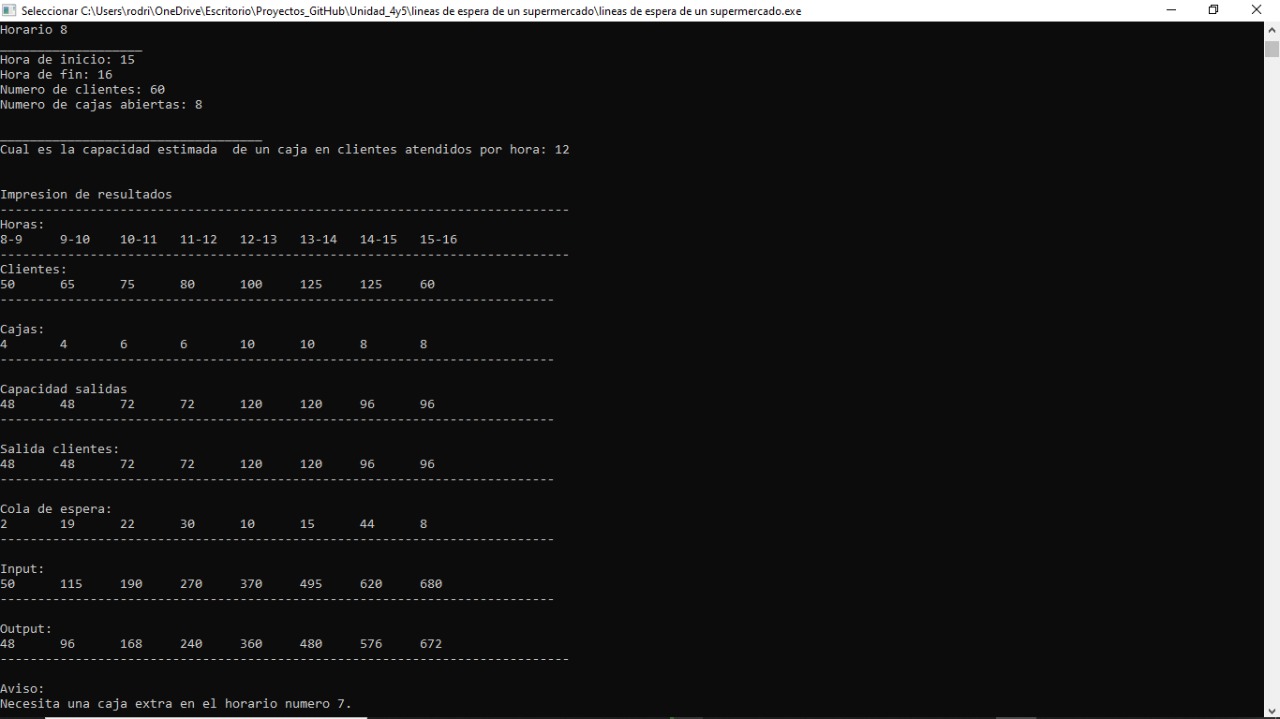 Seleccionar C:\Users\rodri\OneDrive\Escritorio\Proyectos_GitHub\Unidad_4y5\lineas de espera de un supermercado\lineas de espera de un supermercado.exe
Horario 8
___________________
Hora de inicio: 15
Hora de fin: 16
Numero de clientes: 60
Numero de cajas abiertas: 8
___________________________________
Cual es la capacidad estimada  de un caja en clientes atendidos por hora: 12
Impresion de resultados
----------------------------------------------------------------------------
Horas:
8-9     9-10    10-11   11-12   12-13   13-14   14-15   15-16
----------------------------------------------------------------------------
Clientes:
50      65      75      80      100     125     125     60
--------------------------------------------------------------------------
Cajas:
4       4       6       6       10      10      8       8
--------------------------------------------------------------------------
Capacidad salidas
48      48      72      72      120     120     96      96
--------------------------------------------------------------------------
Salida clientes:
48      48      72      72      120     120     96      96
--------------------------------------------------------------------------
Cola de espera:
2       19      22      30      10      15      44      8
--------------------------------------------------------------------------
Input:
50      115     190     270     370     495     620     680
--------------------------------------------------------------------------
Output:
48      96      168     240     360     480     576     672
----------------------------------------------------------------------------
Aviso:
Necesita una caja extra en el horario numero 7.